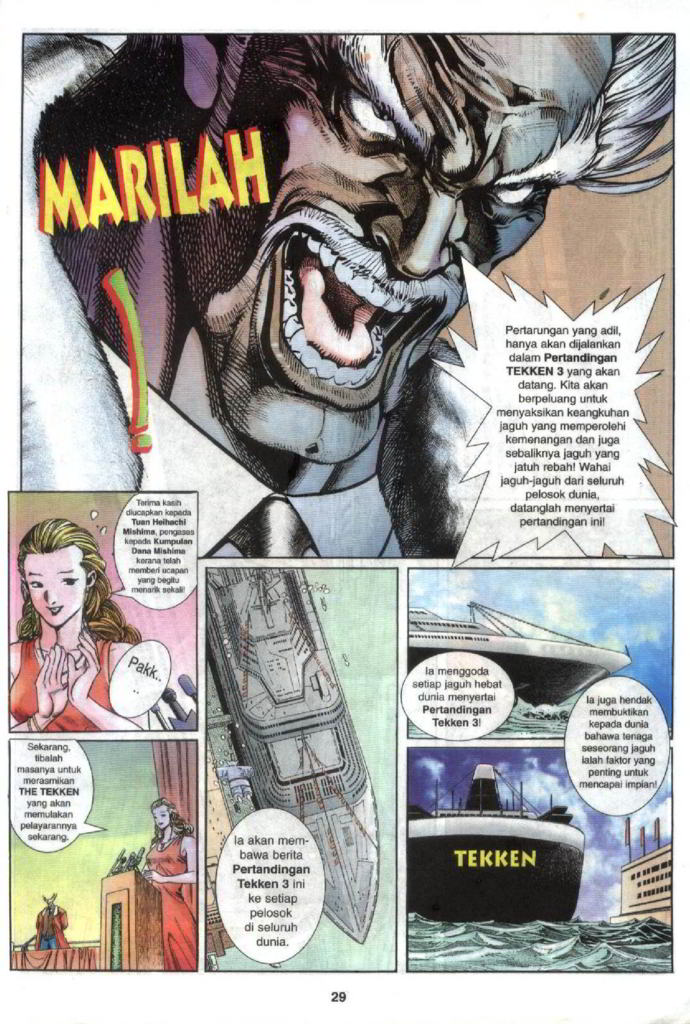 MARILAH
!
Pertarungan yang adil,
hanya akan dijalankan
dalam Pertandingan
TEKKEN 3 yang akan
datang. Kita akan
berpeluang untuk
menyaksikan keangkuhan
jaguh yang memperolehi
kemenangan dan juga
sebaliknya jaguh yang
jatuh rebah! Wahai
jaguh-jaguh dari seluruh
pelosok dunia,
datanglah menyertai
pertandingan ini!
Terima kasih
diucapkan kepada
Tuan Heihachi
Mishima, pengasas
kepada Kumpulan
Dana Mishima
kerana telah
memberi ucapan
yang begitu
menarik sekali!
Pakk..
..
Sekarang,
tibalah
masanya untuk
merasmikan
THE TEKKEN
yang akan
memulakan
pelayarannya
sekarang.
Ia akan mem-
bawa berita
Pertandingan
Tekken 3 ini
ke setiap
pelosok
di seluruh
dunia.
Ia menggoda
setiap jaguh hebat
dunia menyertai
Pertandingan
Tekken 3!
Ia juga hendak
membuktikan
kepada dunia
bahawa tenaga
seseorang jaguh
ialah faktor yang
penting untuk
mencapai impian!
TEKKEN
29